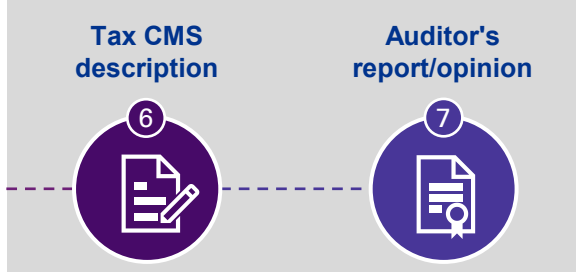 Tax CMS
description
Auditor's
report/opinion
6
7